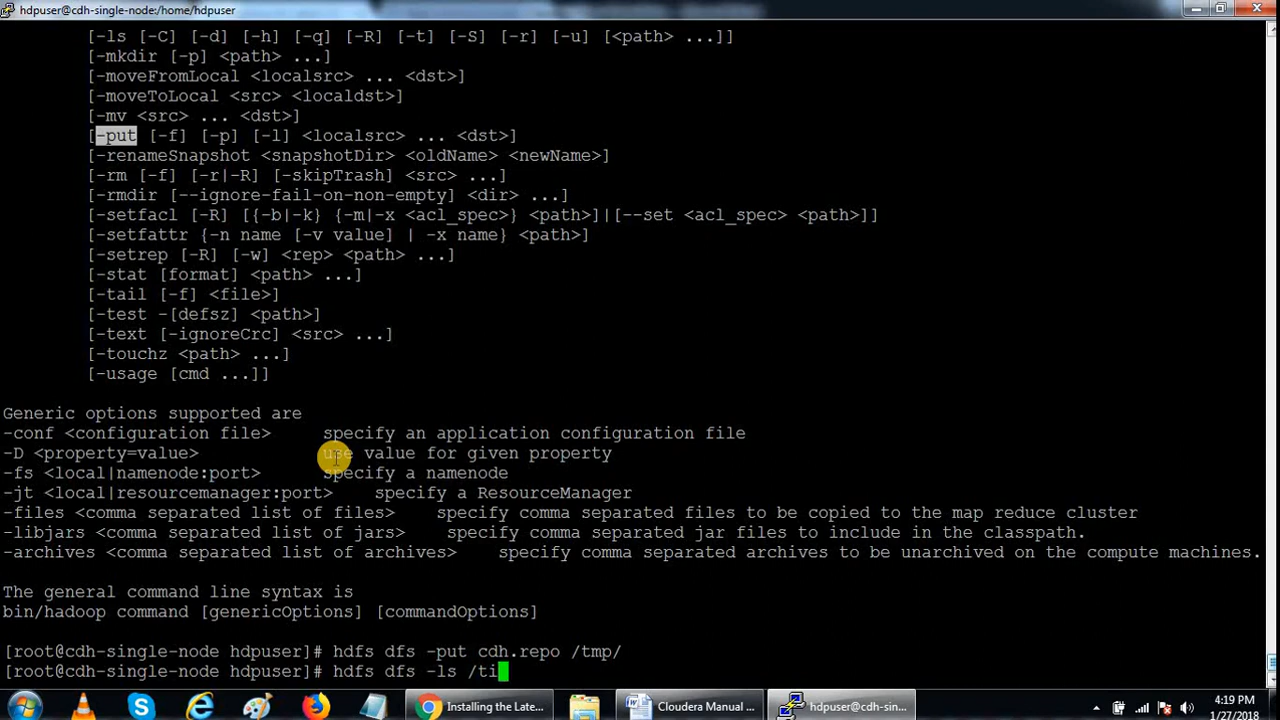 hdpuser@cdh-single-node:/home/hdpuser
[-ls [-C] [-d] [-h] [-q] [-R] [-t] [-S] [-r] [-u] [<path> ...]]
[-mkdir [-p] <path> ...]
[-moveFromLocal <localsrc> ... <dst>]
[-moveToLocal <src> <localdst>]
[-mv <src> ... <dst>]
[-put [-f] [-p] [-l] <localsrc> ... <dst>]
[-renameSnapshot <snapshotDir> <oldName> <newName>]
[-rm [-f] [-r|-R] [-skipTrash] <src> ...]
[-rmdir [--ignore-fail-on-non-empty] <dir> ...]
[-setfacl [-R] [{-b|-k} {-m|-x <acl_spec>} <path>]|[--set <acl_spec> <path>]]
[-setfattr {-n name [-v value] | -x name} <path>]
[-setrep [-R] [-w] <rep> <path> ...]
[-stat [format] <path> ...]
[-tail [-f] <file>]
[-test -[defsz] <path>]
[-text [-ignoreCrc] <src> ...]
[-touchz <path> ...]
[-usage [cmd ...]]
Generic options supported are
-conf <configuration file>     specify an application configuration file
-D <property=value>            use value for given property
-fs <local|namenode:port>      specify a namenode
-jt <local|resourcemanager:port>    specify a ResourceManager
-files <comma separated list of files>    specify comma separated files to be copied to the map reduce cluster
-libjars <comma separated list of jars>    specify comma separated jar files to include in the classpath.
-archives <comma separated list of archives>    specify comma separated archives to be unarchived on the compute machines.
The general command line syntax is
bin/hadoop command [genericOptions] [commandOptions]
[root@cdh-single-node hdpuser]# hdfs dfs -put cdh.repo /tmp/
[root@cdh-single-node hdpuser]# hdfs dfs -ls /ti
Installing the Late... Cloudera Manual ... hdpuser@cdh-sin... 4:19 PM
1/27/2018